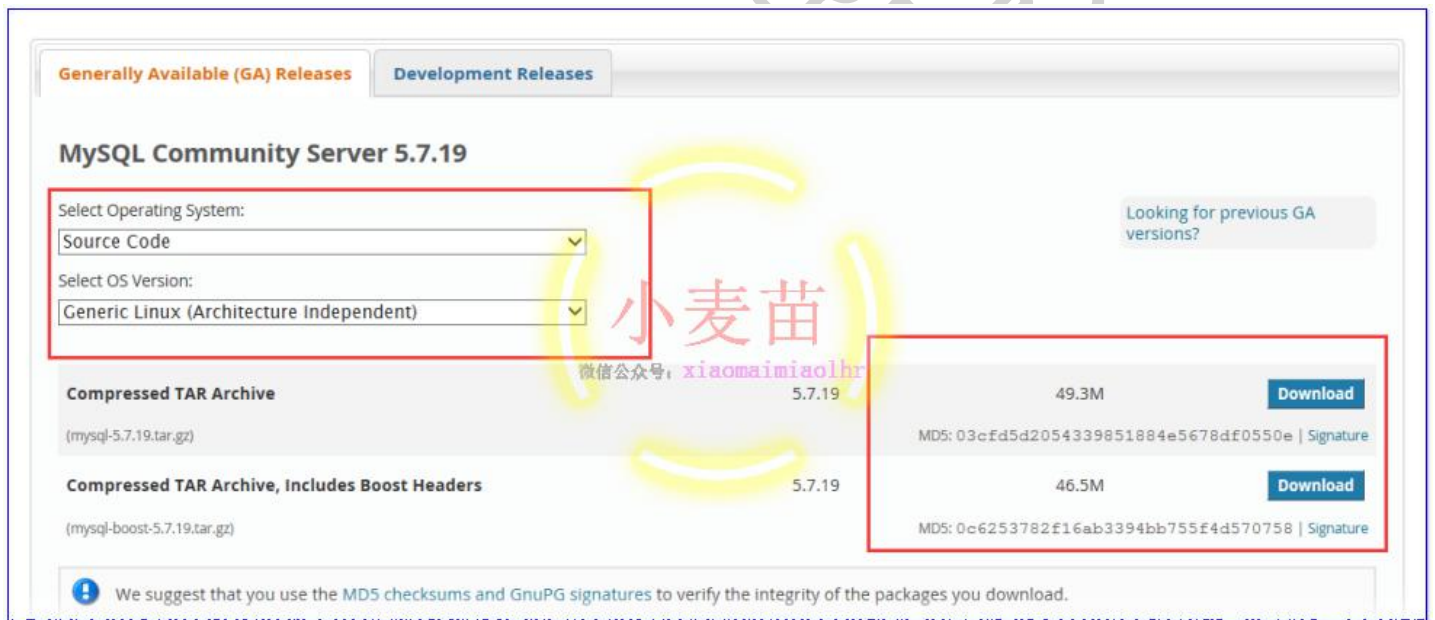 Generally Available (GA) Releases
Development Releases
MySQL Community Server 5.7.19
Select Operating System:
Source Code
Looking for previous GA
versions?
Select OS Version:
Generic Linux (Architecture Independent)
小麦苗
微信公众号：xiaomaimiaolhr
Compressed TAR Archive 5.7.19 49.3M Download
(mysql-5.7.19.tar.gz) MD5: 03cfd5d2054339851884e5678df0550e | Signature
Compressed TAR Archive, Includes Boost Headers 5.7.19 46.5M Download
(mysql-boost-5.7.19.tar.gz) MD5: 0c6253782f16ab3394bb755f4d570758 | Signature
We suggest that you use the MD5 checksums and GnuPG signatures to verify the integrity of the packages you download.